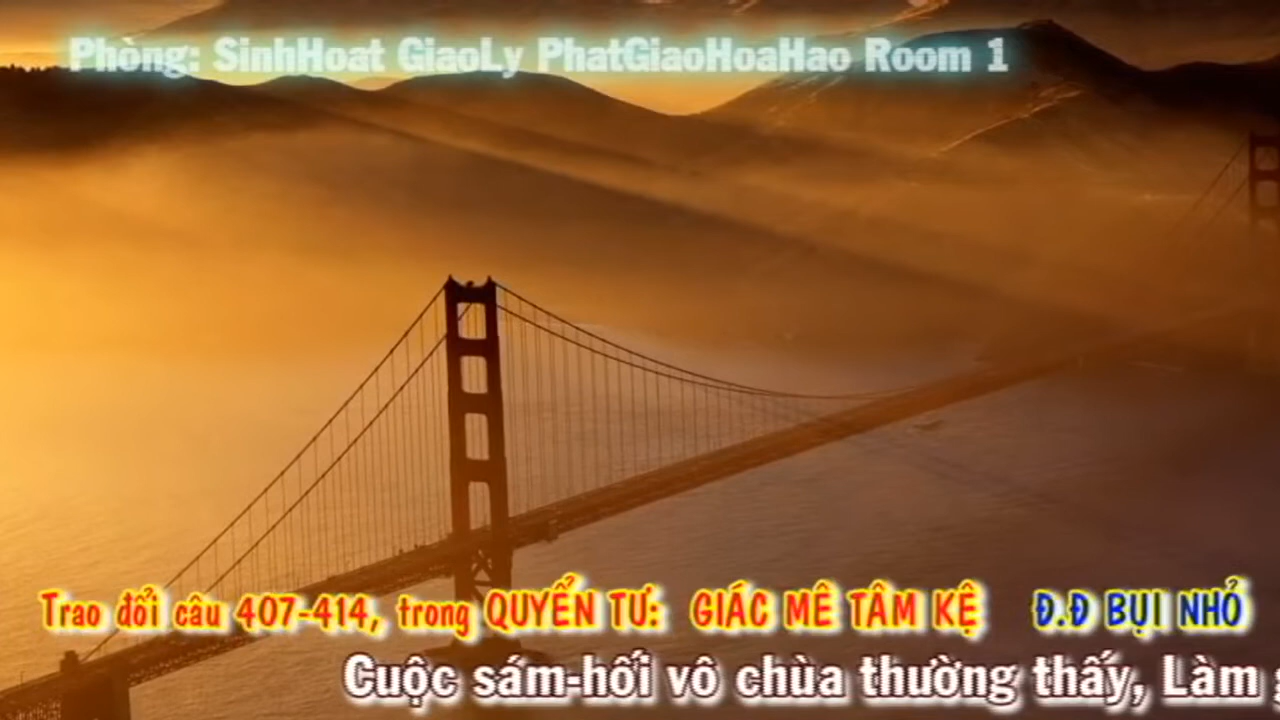 Phòng: SinhHoat GiaoLy PhatGiaoHoaHao Room 1
Trao đổi câu 407-414, trong QUYỂN TƯ: GIÁC MÊ TÂM KỆ Đ.Đ BỤI NHỎ
Cuộc sám-hối vô chùa thường thấy, Làm